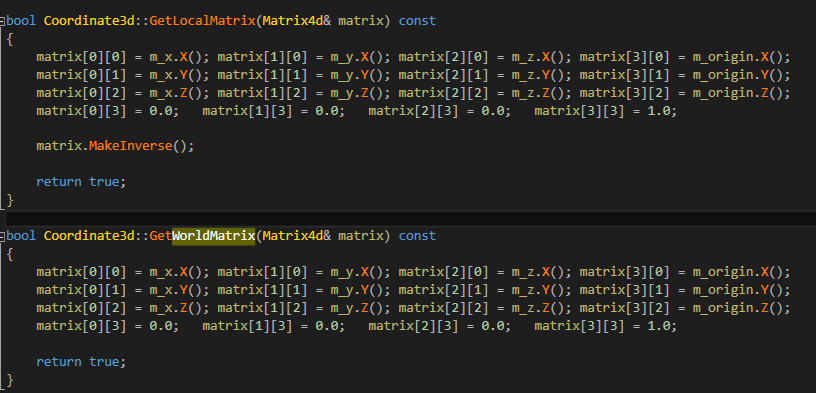 bool Coordinate3d::GetLocalMatrix(Matrix4d& matrix) const
{
    matrix[0][0] = m_x.X(); matrix[1][0] = m_y.X(); matrix[2][0] = m_z.X(); matrix[3][0] = m_origin.X();
    matrix[0][1] = m_x.Y(); matrix[1][1] = m_y.Y(); matrix[2][1] = m_z.Y(); matrix[3][1] = m_origin.Y();
    matrix[0][2] = m_x.Z(); matrix[1][2] = m_y.Z(); matrix[2][2] = m_z.Z(); matrix[3][2] = m_origin.Z();
    matrix[0][3] = 0.0;   matrix[1][3] = 0.0;   matrix[2][3] = 0.0;   matrix[3][3] = 1.0;

    matrix.MakeInverse();

    return true;
}

bool Coordinate3d::GetWorldMatrix(Matrix4d& matrix) const
{
    matrix[0][0] = m_x.X(); matrix[1][0] = m_y.X(); matrix[2][0] = m_z.X(); matrix[3][0] = m_origin.X();
    matrix[0][1] = m_x.Y(); matrix[1][1] = m_y.Y(); matrix[2][1] = m_z.Y(); matrix[3][1] = m_origin.Y();
    matrix[0][2] = m_x.Z(); matrix[1][2] = m_y.Z(); matrix[2][2] = m_z.Z(); matrix[3][2] = m_origin.Z();
    matrix[0][3] = 0.0;   matrix[1][3] = 0.0;   matrix[2][3] = 0.0;   matrix[3][3] = 1.0;

    return true;
}